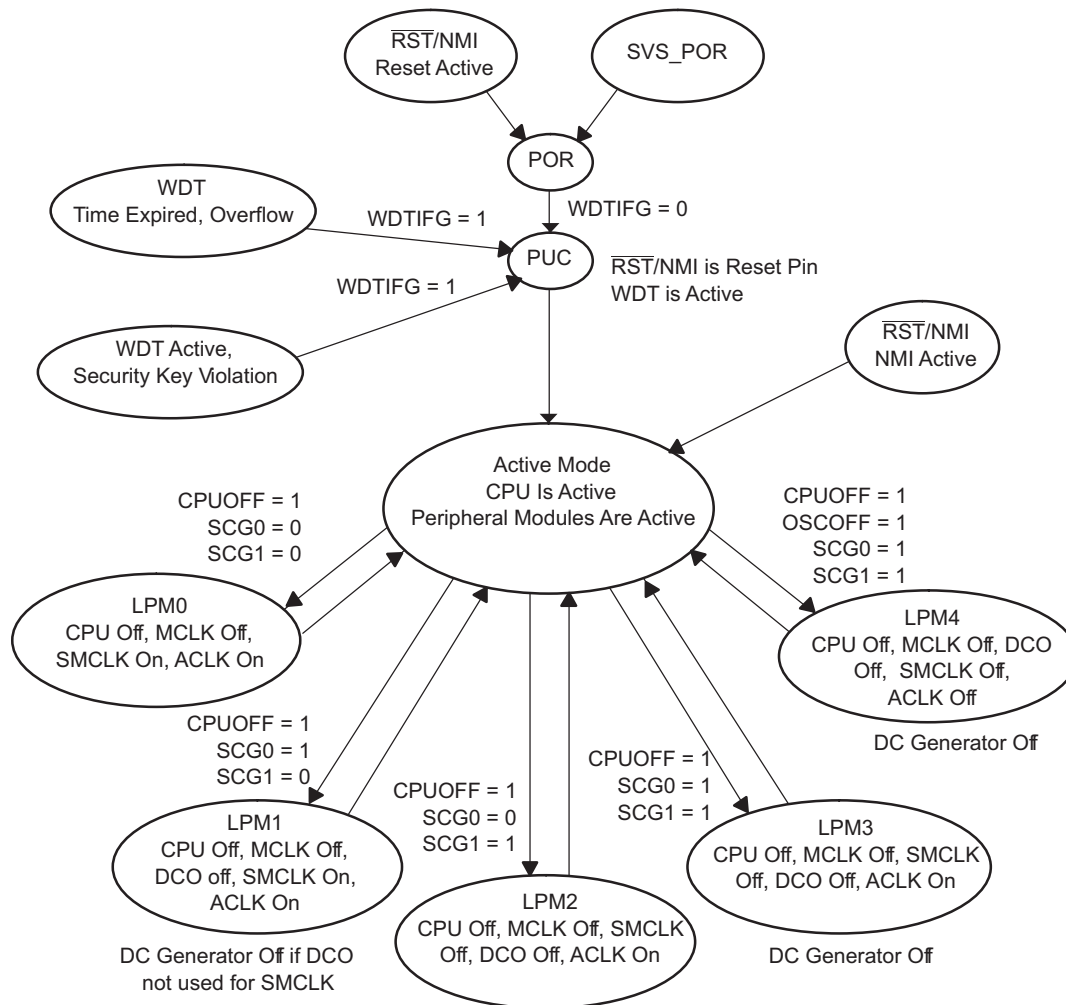 RST/NMI
Reset Active
SVS_POR
POR
WDT
Time Expired, Overflow
WDTIFG = 1
WDTIFG = 0
PUC
RST/NMI is Reset Pin
WDT is Active
WDTIFG = 1
WDT Active,
Security Key Violation
RST/NMI
NMI Active
Active Mode
CPU Is Active
Peripheral Modules Are Active
CPUOFF = 1
SCG0 = 0
SCG1 = 0
CPUOFF = 1
OSCOFF = 1
SCG0 = 1
SCG1 = 1
LPM0
CPU Off, MCLK Off,
SMCLK On, ACLK On
LPM4
CPU Off, MCLK Off, DCO
Off, SMCLK Off,
ACLK Off
DC Generator Off
CPUOFF = 1
SCG0 = 1
SCG1 = 0
CPUOFF = 1
SCG0 = 0
SCG1 = 1
CPUOFF = 1
SCG0 = 1
SCG1 = 1
LPM1
CPU Off, MCLK Off,
DCO off, SMCLK On,
ACLK On
DC Generator Off if DCO
not used for SMCLK
LPM2
CPU Off, MCLK Off, SMCLK
Off, DCO Off, ACLK On
LPM3
CPU Off, MCLK Off, SMCLK
Off, DCO Off, ACLK On
DC Generator Off